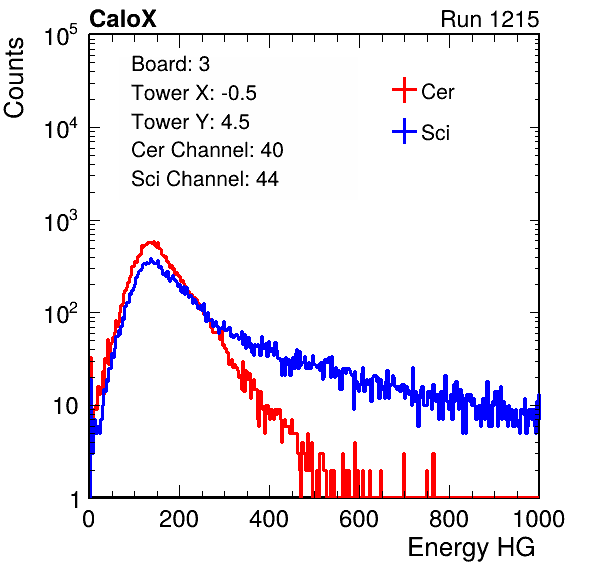 CaloX Run 1215
Counts
Board: 3
Tower X: -0.5
Tower Y: 4.5
Cer Channel: 40
Sci Channel: 44
Cer
Sci
10^5
10^4
10^3
10^2
10
1
0 200 400 600 800 1000
Energy HG